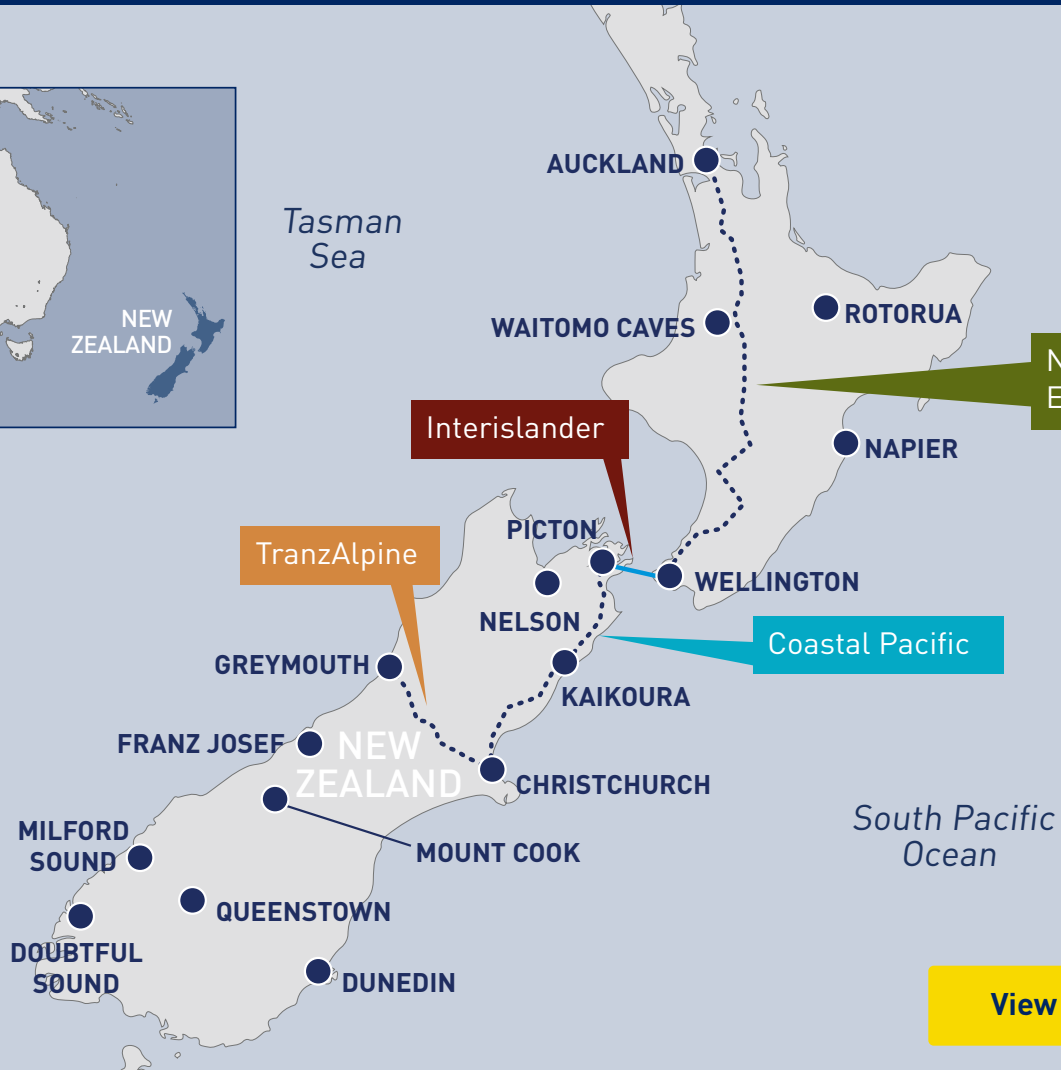 AUCKLAND
Tasman
Sea
NEW
ZEALAND
WAITOMO CAVES
ROTORUA
N
E
Interislander
NAPIER
PICTON
TranzAlpine
WELLINGTON
NELSON
Coastal Pacific
GREYMOUTH
KAIKOURA
FRANZ JOSEF
NEW
ZEALAND
CHRISTCHURCH
South Pacific
Ocean
MILFORD
SOUND
MOUNT COOK
QUEENSTOWN
DOUBTFUL
SOUND
DUNEDIN
View